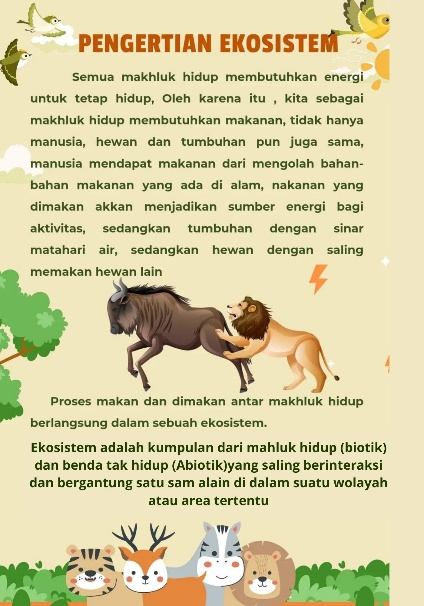 PENGERTIAN EKOSISTEM
Semua makhluk hidup membutuhkan energi
untuk tetap hidup, Oleh karena itu , kita sebagai
makhluk hidup membutuhkan makanan, tidak hanya
manusia, hewan dan tumbuhan pun juga sama,
manusia mendapat makanan dari mengolah bahan-
bahan makanan yang ada di alam, nakanan yang
dimakan akkan menjadikan sumber energi bagi
aktivitas, sedangkan tumbuhan dengan sinar
matahari air, sedangkan hewan dengan saling
memakan hewan lain
Proses makan dan dimakan antar makhluk hidup
berlangsung dalam sebuah ekosistem.
Ekosistem adalah kumpulan dari mahluk hidup (biotik)
dan benda tak hidup (Abiotik)yang saling berinteraksi
dan bergantung satu sam alain di dalam suatu wolayah
atau area tertentu